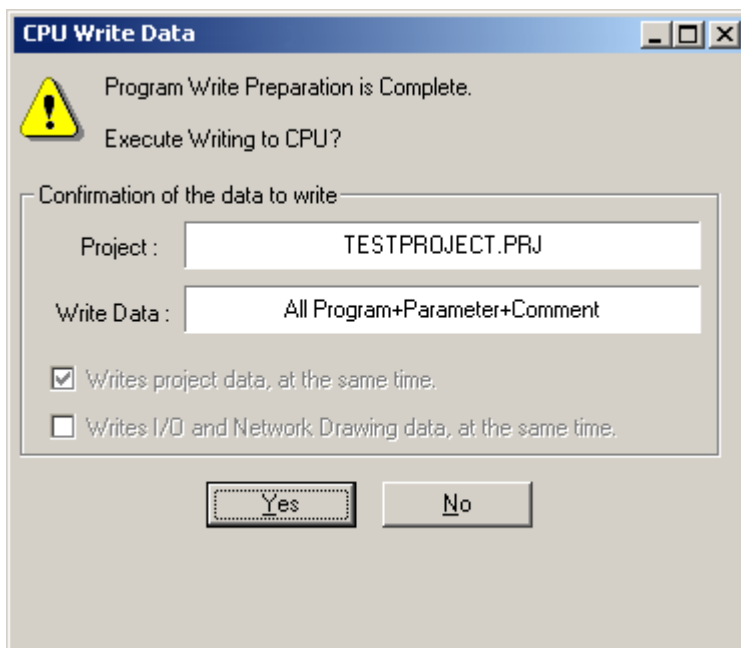 CPU Write Data
Program Write Preparation is Complete.
Execute Writing to CPU?
Confirmation of the data to write
Project :
TESTPROJECT.PRJ
Write Data :
All Program+Parameter+Comment
Writes project data, at the same time.
Writes I/O and Network Drawing data, at the same time.
Yes
No